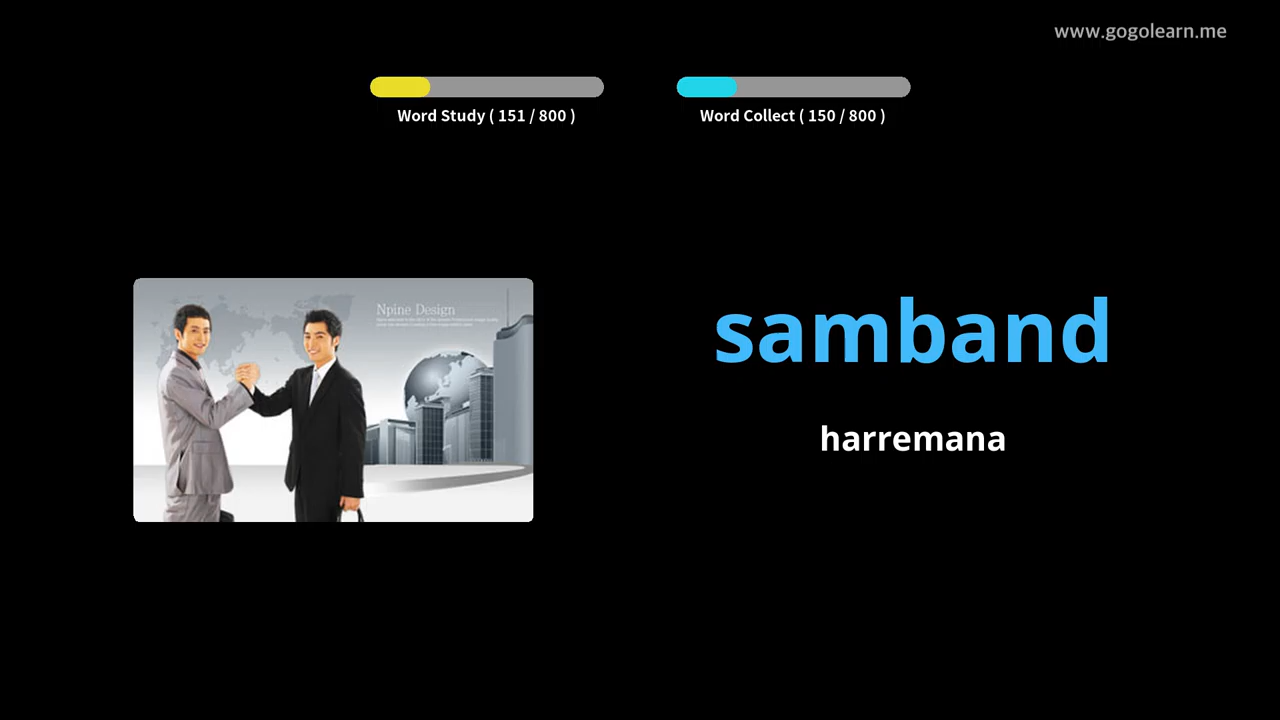 www.gogolearn.me
Word Study ( 151 / 800 )
Word Collect ( 150 / 800 )
Npine Design
samband
harremana